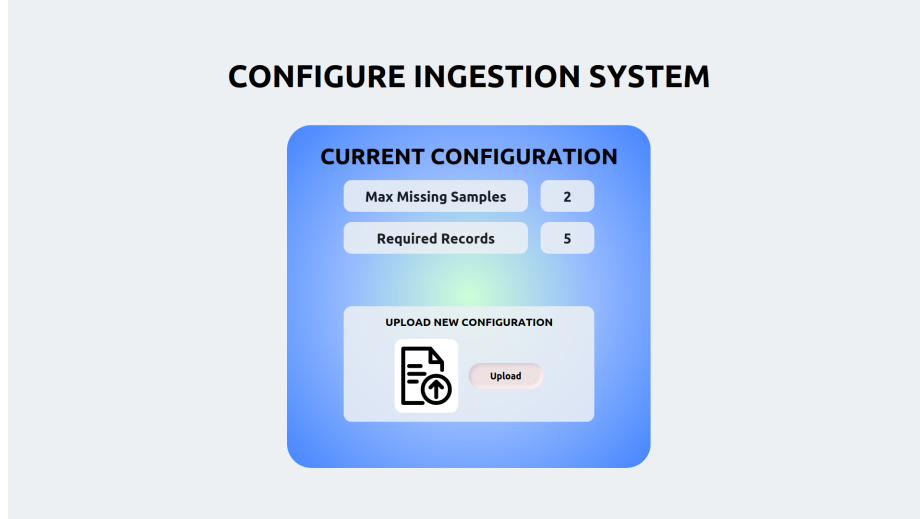 CONFIGURE INGESTION SYSTEM
CURRENT CONFIGURATION
Max Missing Samples 2
Required Records 5
UPLOAD NEW CONFIGURATION
Upload